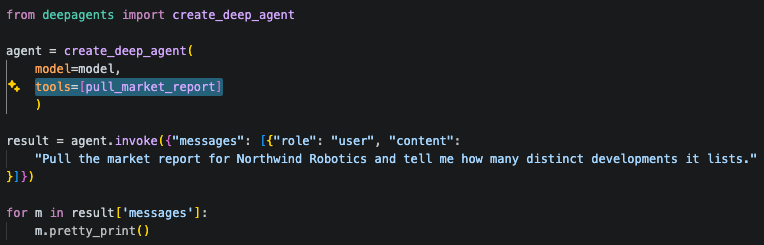 from deepagents import create_deep_agent
agent = create_deep_agent(
    model=model,
    tools=[pull_market_report]
    )
result = agent.invoke({"messages": [{"role": "user", "content":
    "Pull the market report for Northwind Robotics and tell me how many distinct developments it lists."
}]})
for m in result['messages']:
    m.pretty_print()